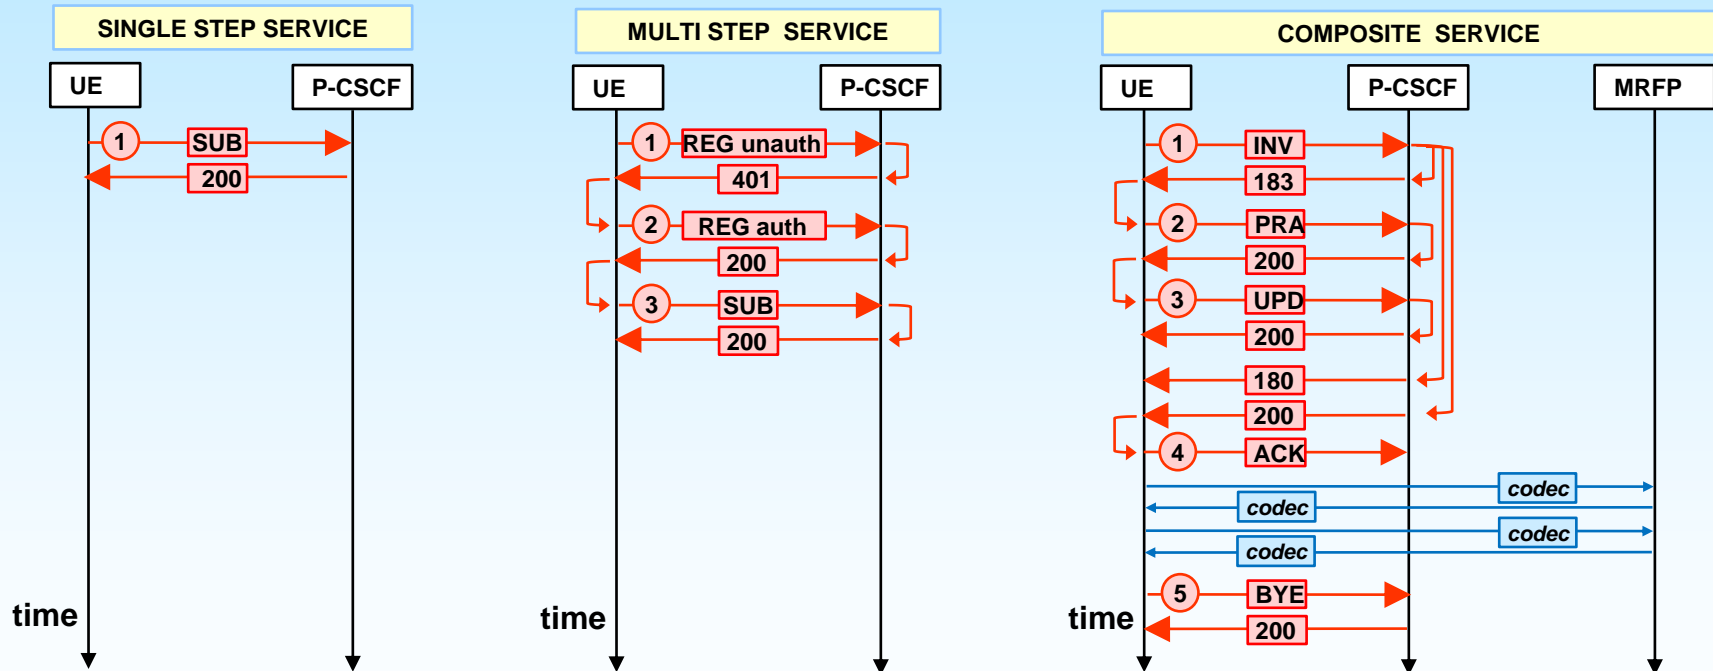 SINGLE STEP SERVICE
UE
P-CSCF
1
SUB
200
time
MULTI STEP SERVICE
UE
P-CSCF
1
REG unauth
401
2
REG auth
200
3
SUB
200
time
COMPOSITE SERVICE
UE
P-CSCF
MRFP
1
INV
183
2
PRA
200
3
UPD
200
180
200
4
ACK
codec
codec
codec
codec
5
BYE
time
200